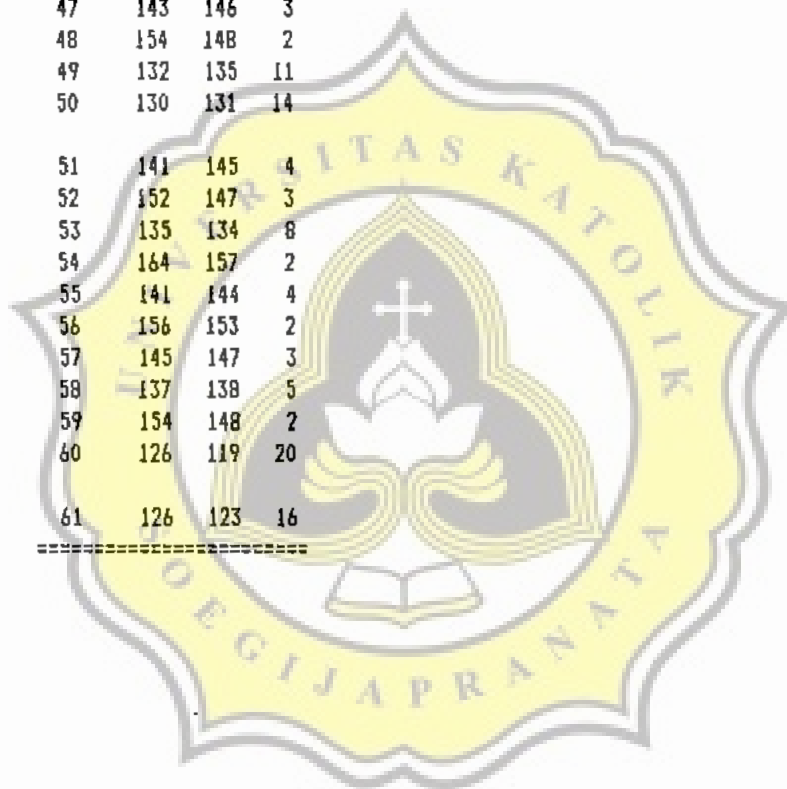 47 143 146 3
48 154 148 2
49 132 135 11
50 130 131 14
51 141 145 4
52 152 147 3
53 135 134 8
54 164 157 2
55 141 144 4
56 156 153 2
57 145 147 3
58 137 138 5
59 154 148 2
60 126 119 20
61 126 123 16
========================
UNIVERSITAS KATOLIK
SOEGIJAPRANATA